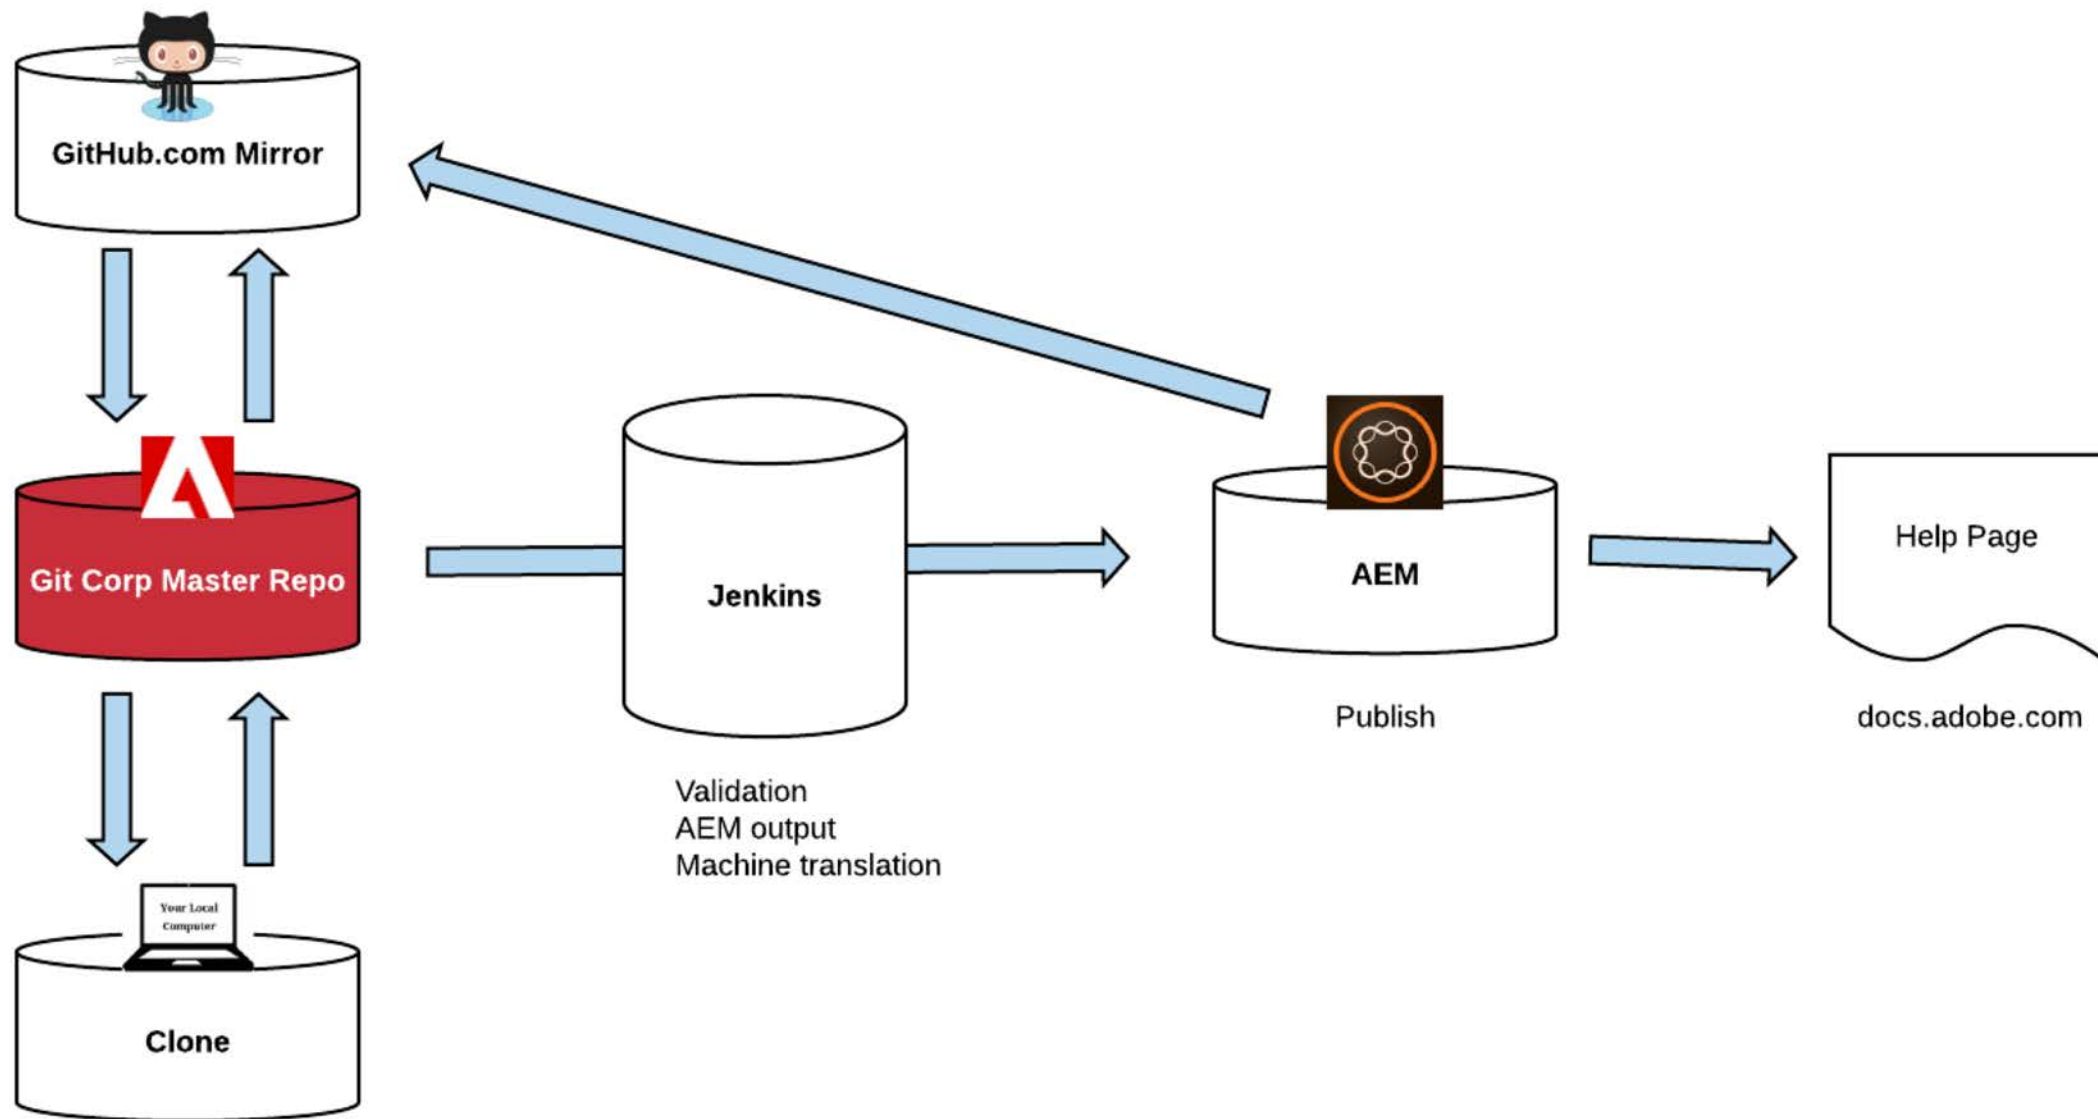 GitHub.com Mirror
Git Corp Master Repo
Jenkins
Validation
AEM output
Machine translation
AEM
Publish
Help Page
docs.adobe.com
Your Local
Computer
Clone